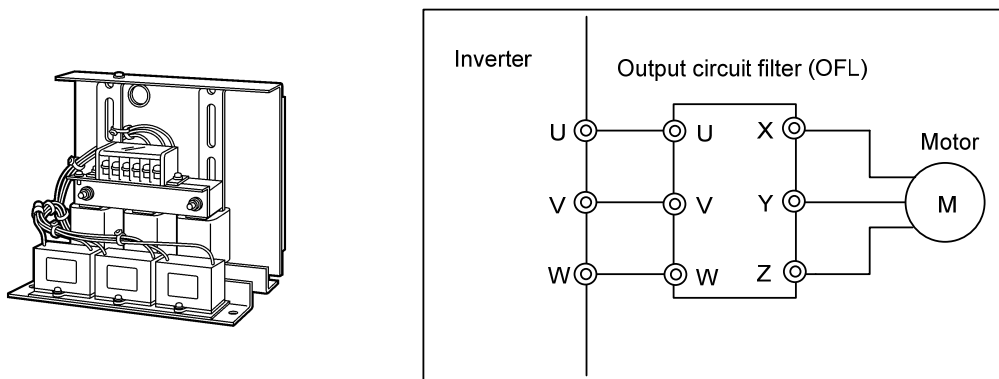 Inverter
Output circuit filter (OFL)
U U X
Motor
V V Y M
W W Z